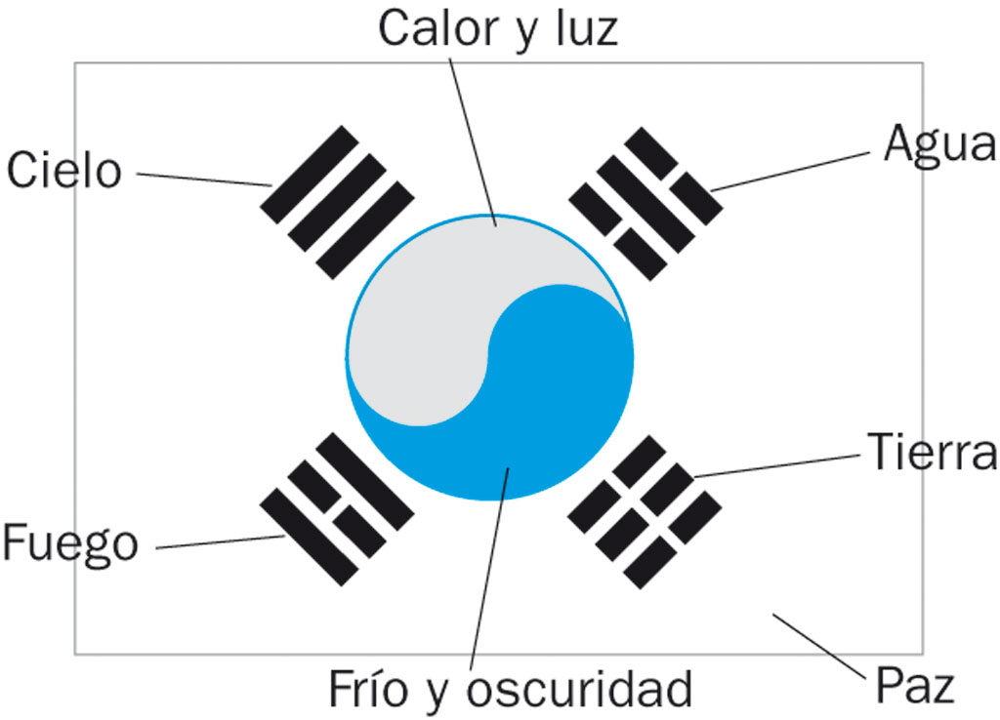 Calor y luz
Cielo
Agua
Tierra
Fuego
Frío y oscuridad
Paz